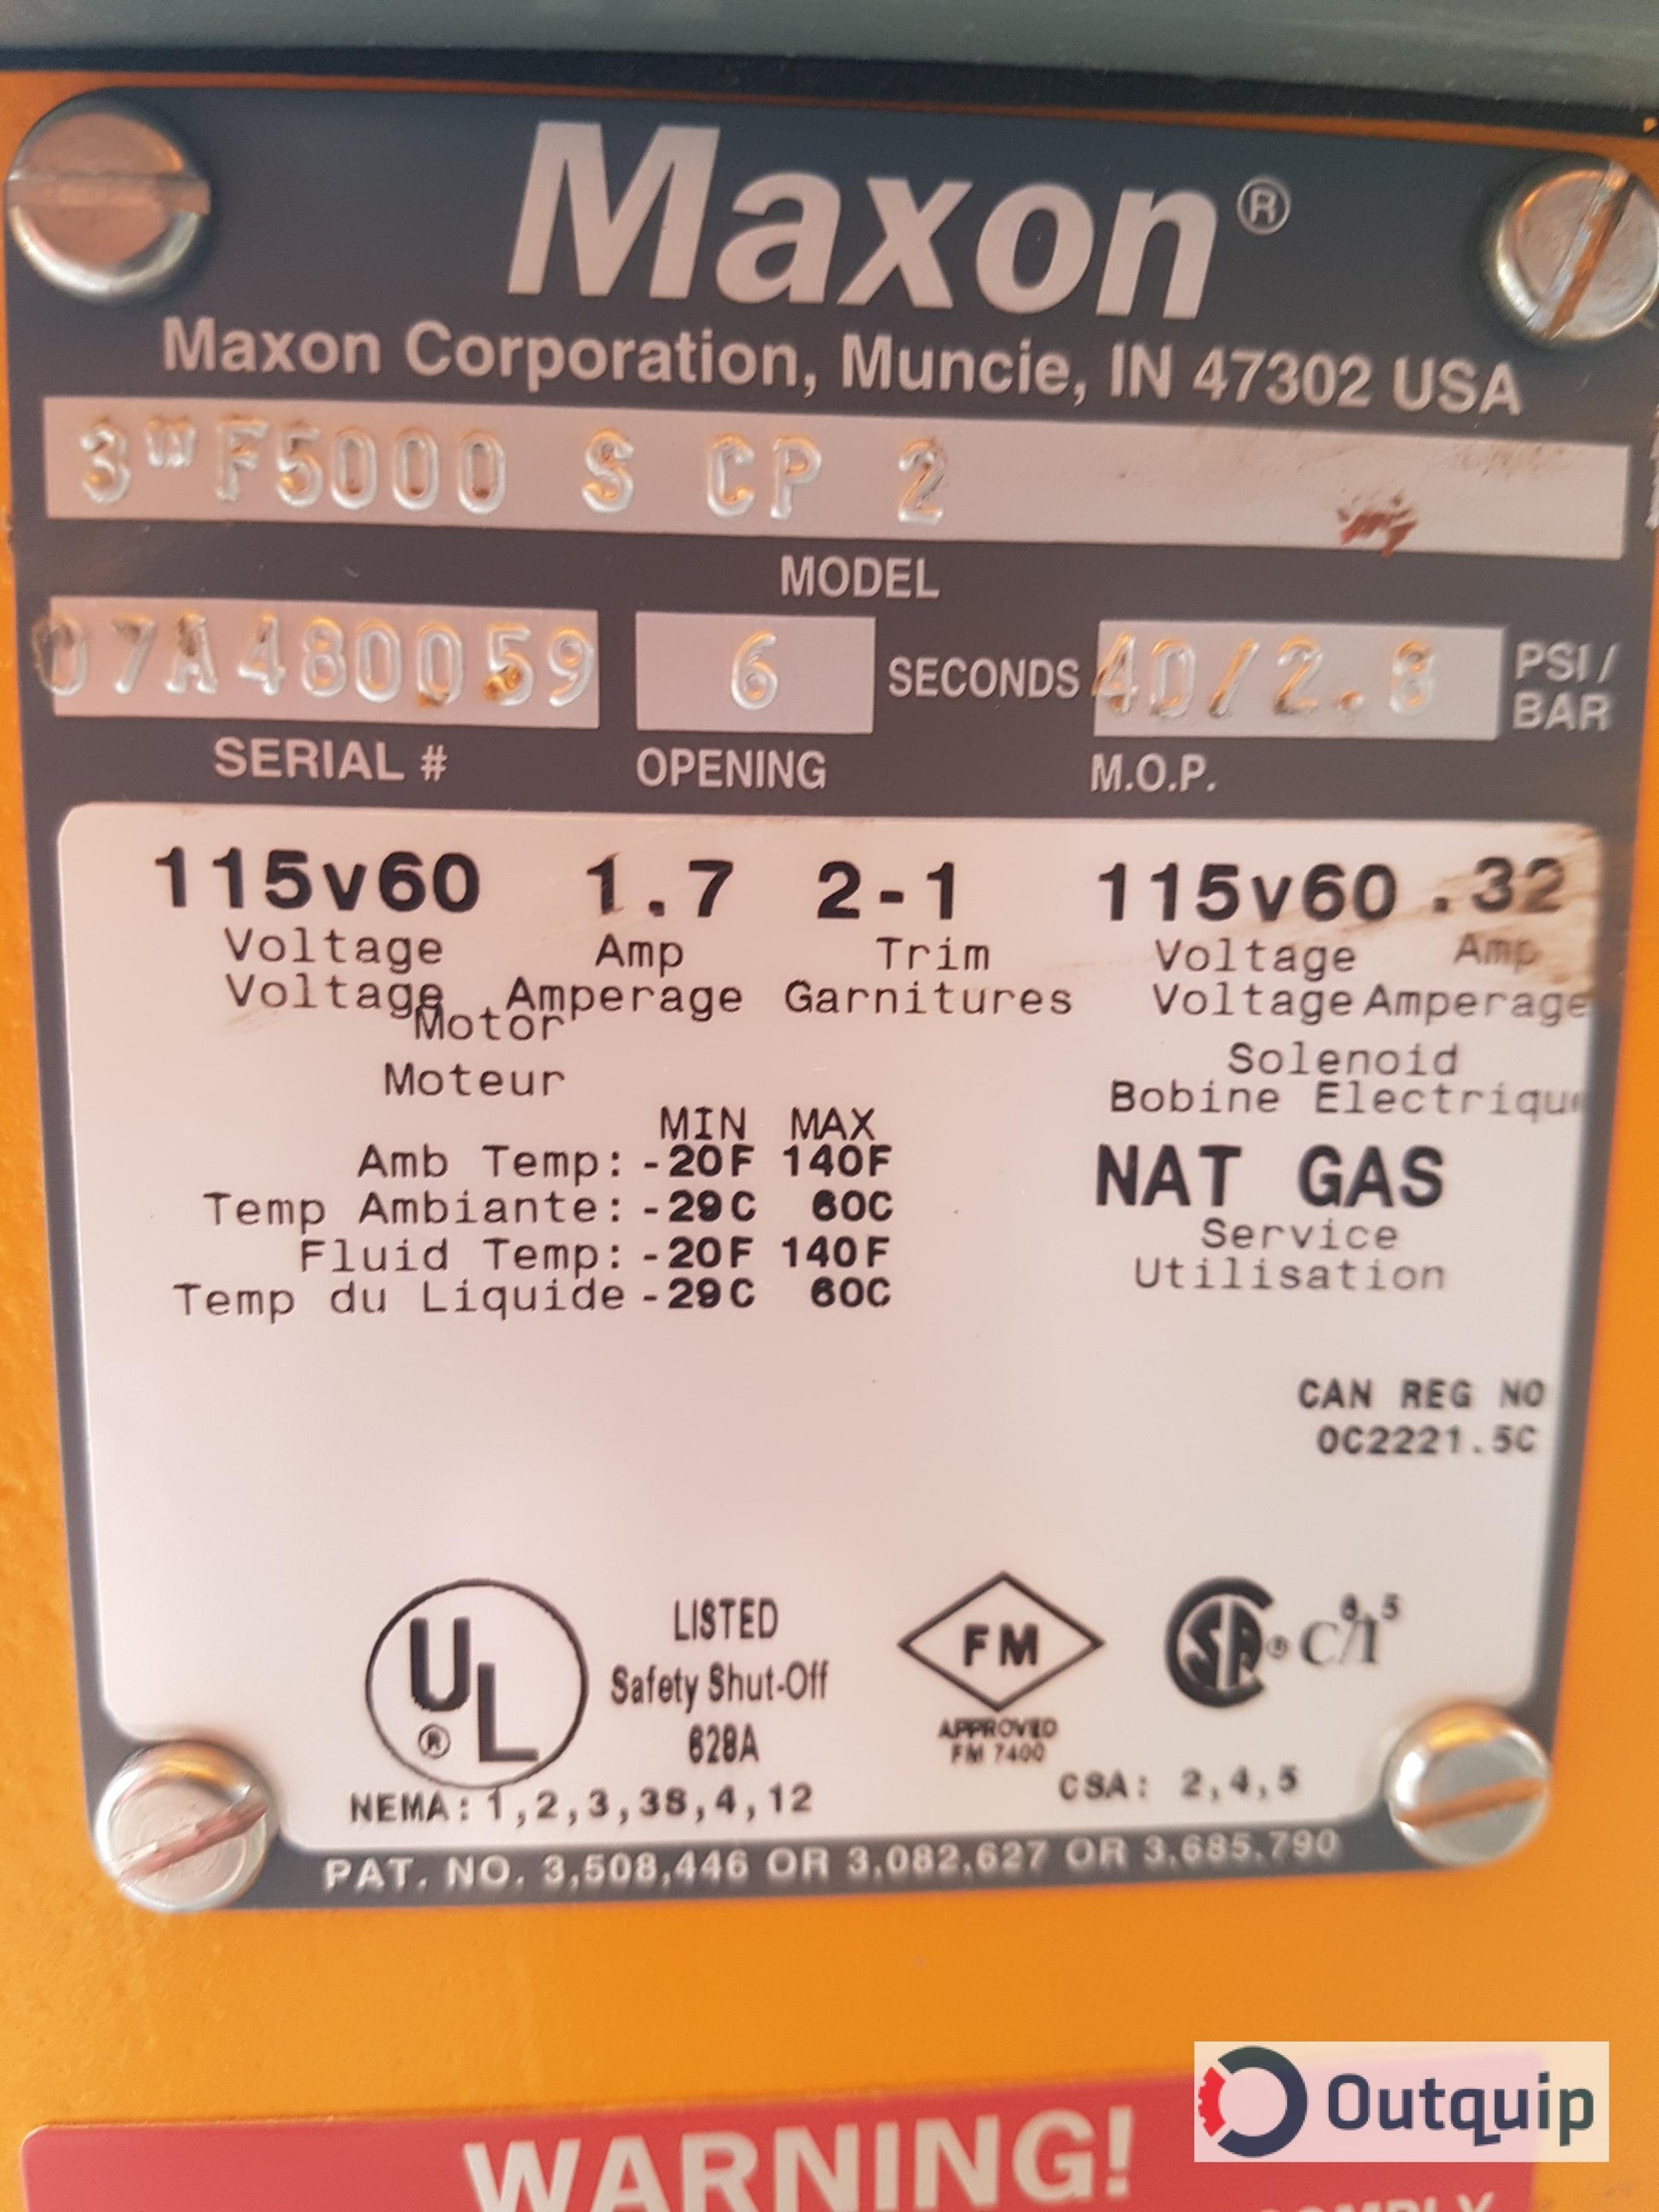 Maxon®
Maxon Corporation, Muncie, IN 47302 USA
3"F5000 S CP 2
MODEL
07A480059 6 SECONDS 40/2.8 PSI/
BAR
SERIAL # OPENING M.O.P.
115v60 1.7 2-1 115v60 .32
Voltage Amp Trim Voltage Amp
Voltage Amperage Garnitures Voltage Amperage
Motor
Moteur
Solenoid
Bobine Electrique
MIN MAX
Amb Temp: -20F 140F
Temp Ambiante: -29C 60C
Fluid Temp: -20F 140F
Temp du Liquide -29C 60C
NAT GAS
Service
Utilisation
CAN REG NO
0C2221.5C
UL®
LISTED
Safety Shut-Off
628A
FM
APPROVED
FM 7400
SA®
NEMA: 1,2,3,3S,4,12
CSA: 2,4,5
PAT. NO. 3,508,446 OR 3,082,627 OR 3,685,790
WARNING!
Outquip